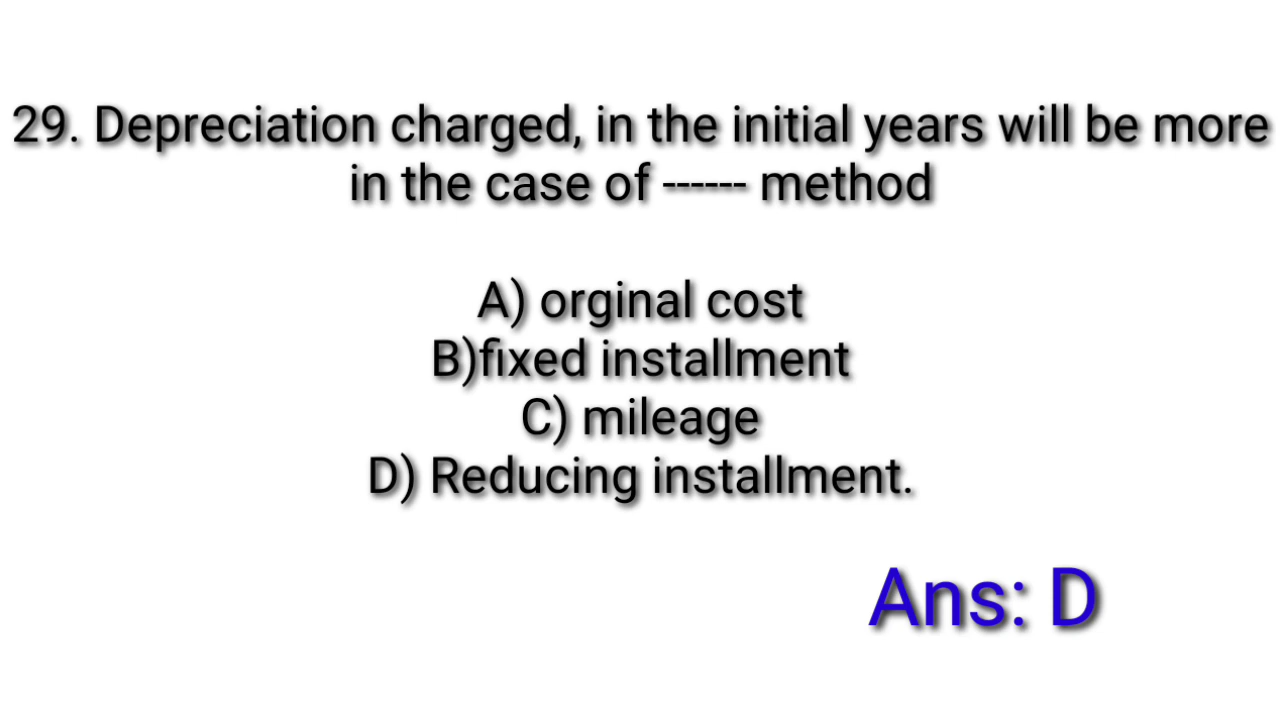 29. Depreciation charged, in the initial years will be more
in the case of ------ method
A) orginal cost
B)fixed installment
C) mileage
D) Reducing installment.
Ans: D